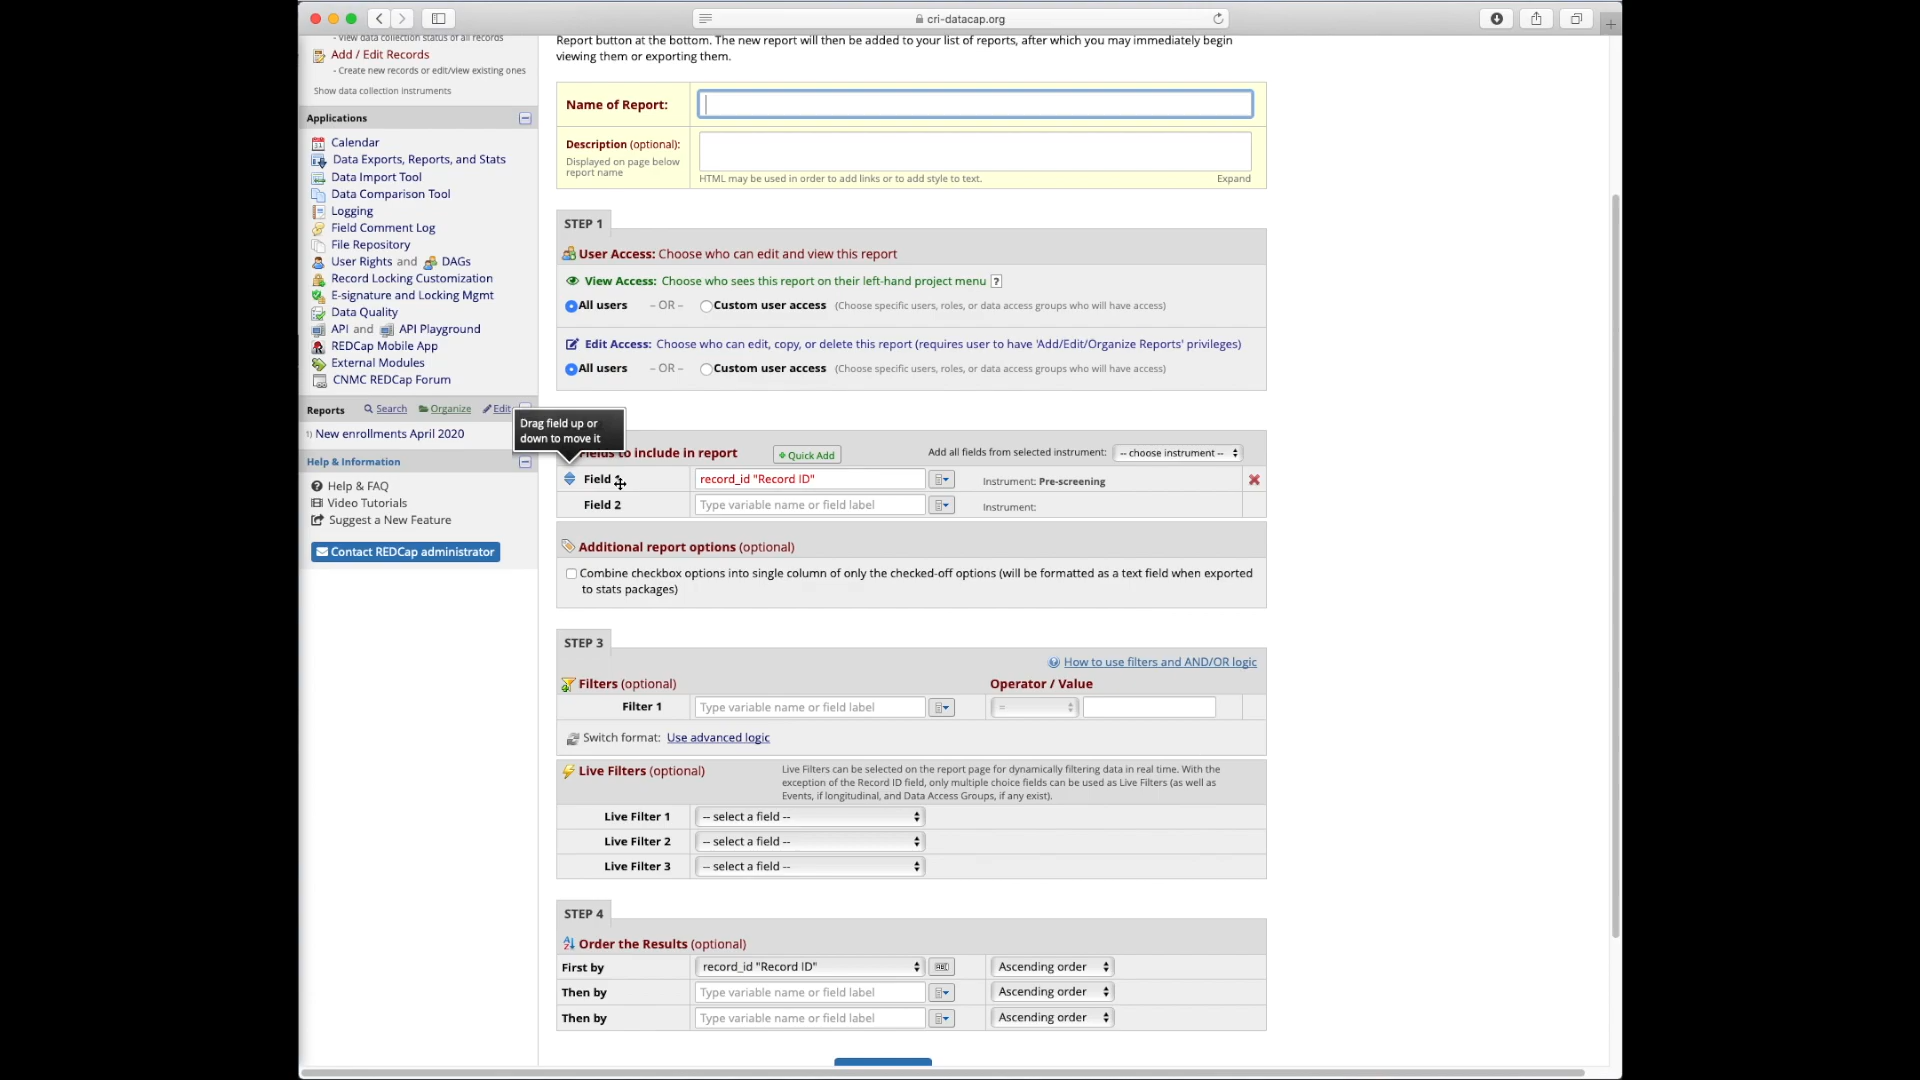 cri-datacap.org
- View data collection status of all records
Add / Edit Records
- Create new records or edit/view existing ones
Show data collection instruments
Applications
Calendar
Data Exports, Reports, and Stats
Data Import Tool
Data Comparison Tool
Logging
Field Comment Log
File Repository
User Rights and DAGs
Record Locking Customization
E-signature and Locking Mgmt
Data Quality
API and API Playground
REDCap Mobile App
External Modules
CNMC REDCap Forum
Reports Search Organize Edit
1) New enrollments April 2020
Help & Information
Help & FAQ
Video Tutorials
Suggest a New Feature
Contact REDCap administrator
Report button at the bottom. The new report will then be added to your list of reports, after which you may immediately begin
viewing them or exporting them.
Name of Report:
Description (optional):
Displayed on page below
report name
HTML may be used in order to add links or to add style to text. Expand
STEP 1
User Access: Choose who can edit and view this report
View Access: Choose who sees this report on their left-hand project menu ?
All users – OR – Custom user access (Choose specific users, roles, or data access groups who will have access)
Edit Access: Choose who can edit, copy, or delete this report (requires user to have 'Add/Edit/Organize Reports' privileges)
All users – OR – Custom user access (Choose specific users, roles, or data access groups who will have access)
Drag field up or
down to move it
Fields to include in report Quick Add Add all fields from selected instrument: -- choose instrument --
Field record_id "Record ID" Instrument: Pre-screening
Field 2 Type variable name or field label Instrument:
Additional report options (optional)
Combine checkbox options into single column of only the checked-off options (will be formatted as a text field when exported
to stats packages)
STEP 3
How to use filters and AND/OR logic
Filters (optional) Operator / Value
Filter 1 Type variable name or field label =
Switch format: Use advanced logic
Live Filters (optional)
Live Filters can be selected on the report page for dynamically filtering data in real time. With the
exception of the Record ID field, only multiple choice fields can be used as Live Filters (as well as
Events, if longitudinal, and Data Access Groups, if any exist).
Live Filter 1 -- select a field --
Live Filter 2 -- select a field --
Live Filter 3 -- select a field --
STEP 4
Order the Results (optional)
First by record_id "Record ID" Ascending order
Then by Type variable name or field label Ascending order
Then by Type variable name or field label Ascending order